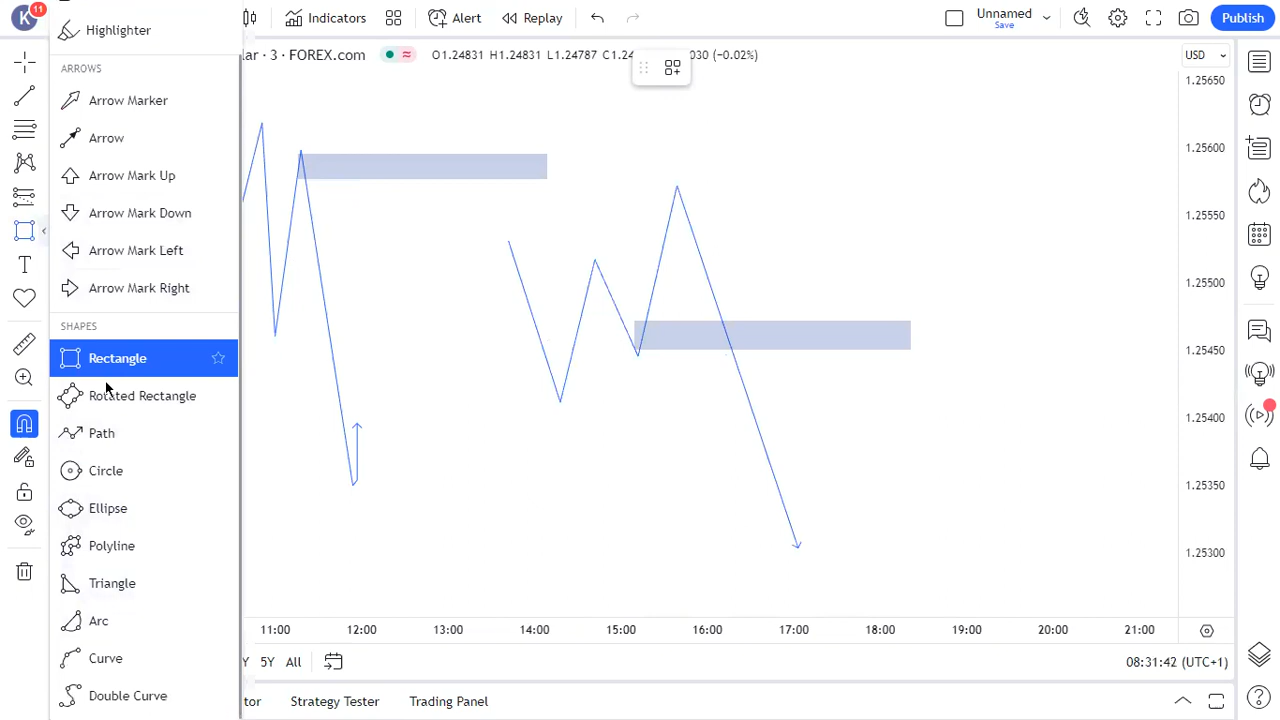 K
11
Indicators
Alert
Replay
Unnamed
Save
Publish
Highlighter
lar · 3 · FOREX.com
O1.24831 H1.24831 L1.24787 C1.24 030 (−0.02%)
USD
ARROWS
Arrow Marker
Arrow
Arrow Mark Up
Arrow Mark Down
Arrow Mark Left
Arrow Mark Right
SHAPES
Rectangle
Rotated Rectangle
Path
Circle
Ellipse
Polyline
Triangle
Arc
Curve
Double Curve
T
1.25650
1.25600
1.25550
1.25500
1.25450
1.25400
1.25350
1.25300
11:00 12:00 13:00 14:00 15:00 16:00 17:00 18:00 19:00 20:00 21:00
Y 5Y All
08:31:42 (UTC+1)
tor Strategy Tester Trading Panel